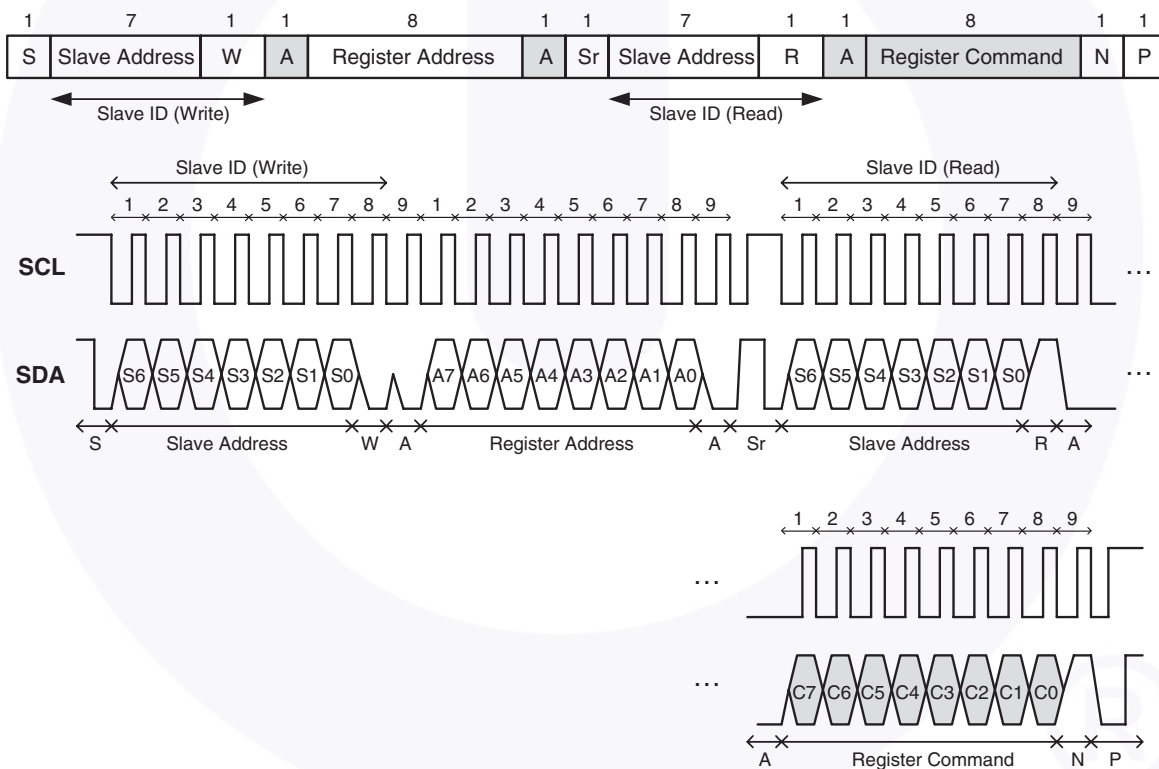 1 7 1 1 8 1 1 7 1 1 8 1 1
S Slave Address W A Register Address A Sr Slave Address R A Register Command N P
Slave ID (Write) Slave ID (Read)
Slave ID (Write) Slave ID (Read)
1 2 3 4 5 6 7 8 9 1 2 3 4 5 6 7 8 9 1 2 3 4 5 6 7 8 9
SCL ...
SDA S6 S5 S4 S3 S2 S1 S0 A7 A6 A5 A4 A3 A2 A1 A0 S6 S5 S4 S3 S2 S1 S0 ...
S Slave Address W A Register Address A Sr Slave Address R A
1 2 3 4 5 6 7 8 9
...
... C7 C6 C5 C4 C3 C2 C1 C0
A Register Command N P
®